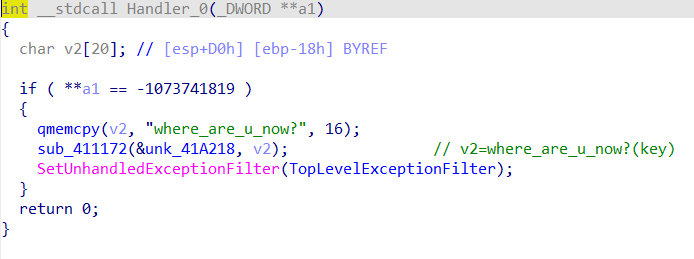 int __stdcall Handler_0(_DWORD **a1)
{
  char v2[20]; // [esp+D0h] [ebp-18h] BYREF

  if ( **a1 == -1073741819 )
  {
    qmemcpy(v2, "where_are_u_now?", 16);
    sub_411172(&unk_41A218, v2);                // v2=where_are_u_now?(key)
    SetUnhandledExceptionFilter(TopLevelExceptionFilter);
  }
  return 0;
}